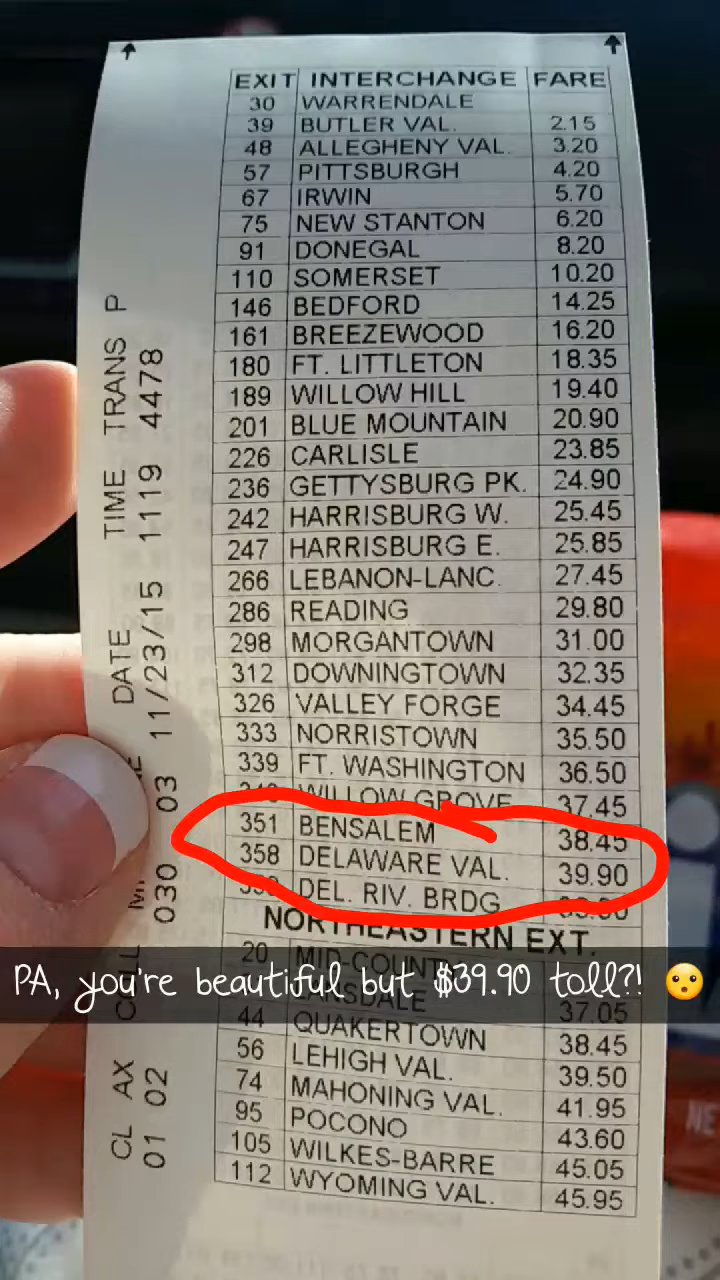 EXIT INTERCHANGE FARE
30 WARRENDALE
39 BUTLER VAL. 2.15
48 ALLEGHENY VAL. 3.20
57 PITTSBURGH 4.20
67 IRWIN 5.70
75 NEW STANTON 6.20
91 DONEGAL 8.20
110 SOMERSET 10.20
146 BEDFORD 14.25
161 BREEZEWOOD 16.20
180 FT. LITTLETON 18.35
189 WILLOW HILL 19.40
201 BLUE MOUNTAIN 20.90
226 CARLISLE 23.85
236 GETTYSBURG PK. 24.90
242 HARRISBURG W. 25.45
247 HARRISBURG E. 25.85
266 LEBANON-LANC. 27.45
286 READING 29.80
298 MORGANTOWN 31.00
312 DOWNINGTOWN 32.35
326 VALLEY FORGE 34.45
333 NORRISTOWN 35.50
339 FT. WASHINGTON 36.50
WILLOW GROVE 37.45
351 BENSALEM 38.45
358 DELAWARE VAL. 39.90
DEL. RIV. BRDG
NORTHEASTERN EXT.
20 MID-COUNTY
PA, you're beautiful but $39.90 toll?! 😮
LANSDALE 37.05
44 QUAKERTOWN 38.45
56 LEHIGH VAL. 39.50
74 MAHONING VAL. 41.95
95 POCONO 43.60
105 WILKES-BARRE 45.05
112 WYOMING VAL. 45.95
CL AX COLL DATE TIME TRANS P
01 02 030 03 11/23/15 1119 4478
NE